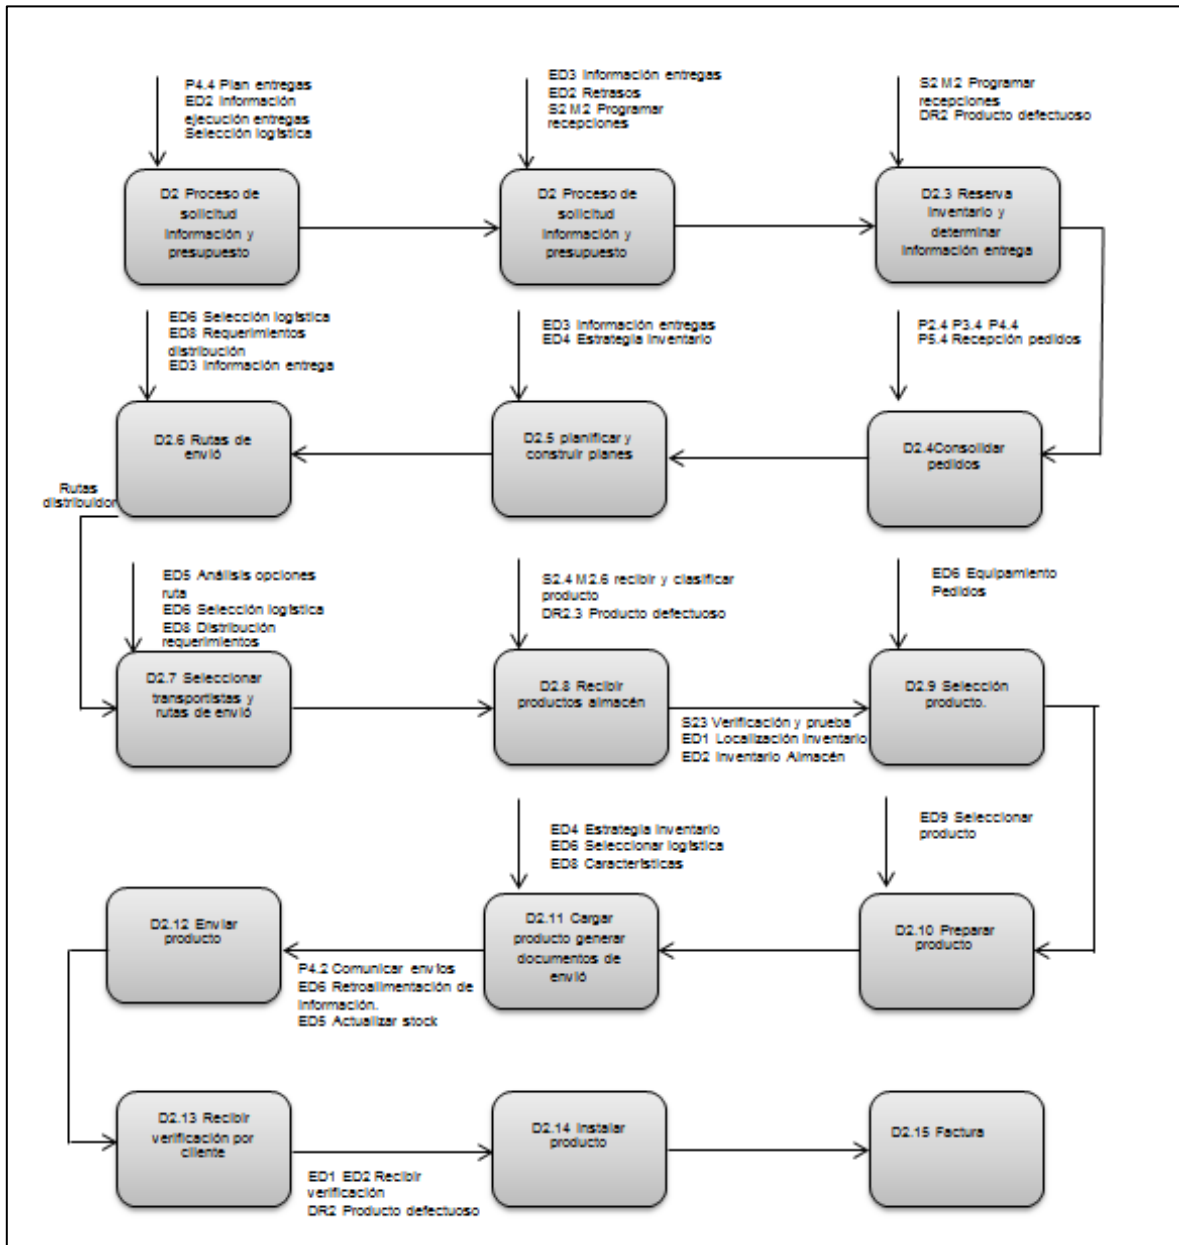 P4.4 Plan entregas
ED2 Información
ejecución entregas
Selección logística
ED3 Información entregas
ED2 Retrasos
S2 M2 Programar
recepciones
S2 M2 Programar
recepciones
DR2 Producto defectuoso
D2 Proceso de
solicitud
Información y
presupuesto
D2 Proceso de
solicitud
Información y
presupuesto
D2.3 Reserva
Inventario y
determinar
Información entrega
ED6 Selección logística
ED8 Requerimientos
distribución
ED3 Información entrega
ED3 Información entregas
ED4 Estrategia Inventario
P2.4 P3.4 P4.4
P5.4 Recepción pedidos
D2.6 Rutas de
envió
D2.5 planificar y
construir planes
D2.4Consolidar
pedidos
Rutas
distribuidor
ED5 Análisis opciones
ruta
ED6 Selección logística
ED8 Distribución
requerimientos
S2.4 M2.6 recibir y clasificar
producto
DR2.3 Producto defectuoso
ED6 Equipamiento
Pedidos
D2.7 Seleccionar
transportistas y
rutas de envió
D2.8 Recibir
productos almacén
D2.9 Selección
producto.
S23 Verificación y prueba
ED1 Localización Inventario
ED2 Inventario Almacén
ED4 Estrategia Inventario
ED6 Seleccionar logística
ED8 Características
ED9 Seleccionar
producto
D2.12 Enviar
producto
D2.11 Cargar
producto generar
documentos de
envió
D2.10 Preparar
producto
P4.2 Comunicar envíos
ED6 Retroalimentación de
Información.
ED5 Actualizar stock
D2.13 Recibir
verificación por
cliente
D2.14 Instalar
producto
D2.15 Factura
ED1 ED2 Recibir
verificación
DR2 Producto defectuoso